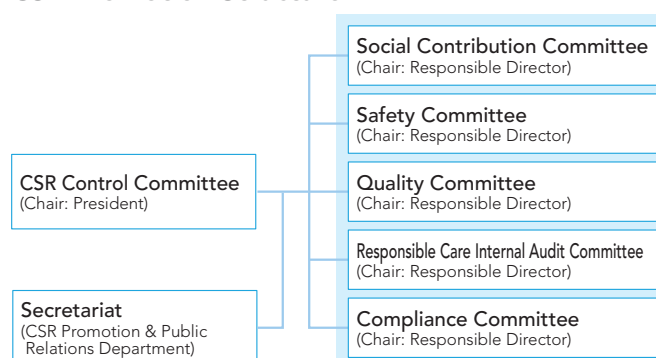 Social Contribution Committee
(Chair: Responsible Director)
Safety Committee
(Chair: Responsible Director)
CSR Control Committee
(Chair: President)
Quality Committee
(Chair: Responsible Director)
Responsible Care Internal Audit Committee
(Chair: Responsible Director)
Secretariat
(CSR Promotion & Public
Relations Department)
Compliance Committee
(Chair: Responsible Director)